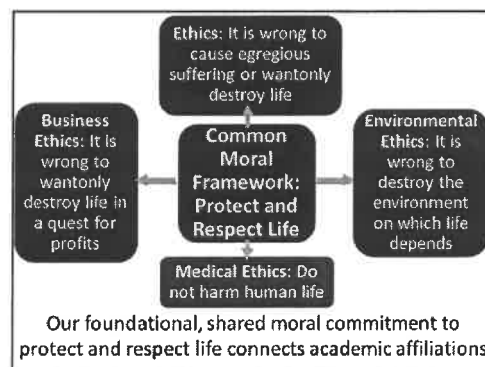 Ethics: It is wrong to
cause egregious
suffering or wantonly
destroy life
Business
Ethics: It is
wrong to
wantonly
destroy life in
a quest for
profits
Common
Moral
Framework:
Protect and
Respect Life
Environmental
Ethics: It is
wrong to
destroy the
environment
on which life
depends
Medical Ethics: Do
not harm human life
Our foundational, shared moral commitment to
protect and respect life connects academic affiliations